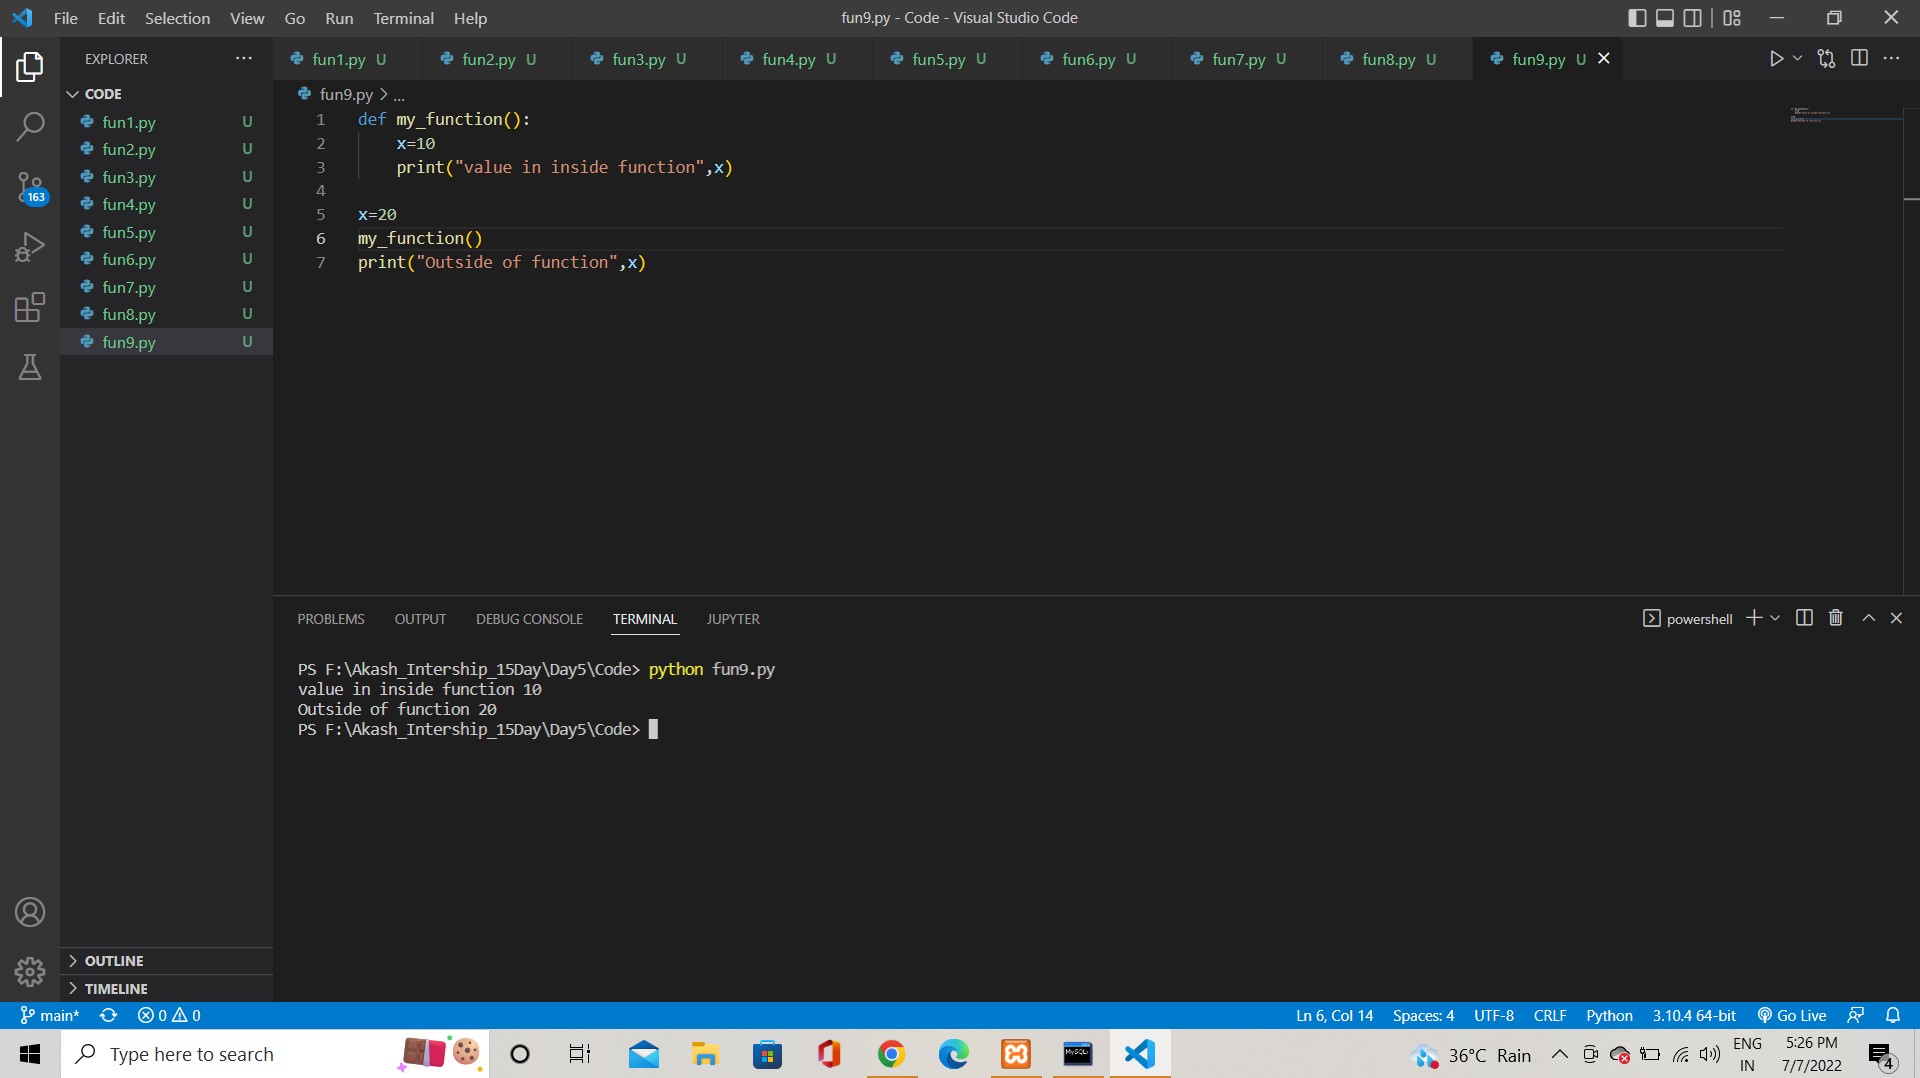 File Edit Selection View Go Run Terminal Help
fun9.py - Code - Visual Studio Code
EXPLORER
fun1.py U fun2.py U fun3.py U fun4.py U fun5.py U fun6.py U fun7.py U fun8.py U fun9.py U
CODE
fun1.py U
fun2.py U
fun3.py U
fun4.py U
fun5.py U
fun6.py U
fun7.py U
fun8.py U
fun9.py U
163
OUTLINE
TIMELINE
fun9.py > ...
1 def my_function():
2 x=10
3 print("value in inside function",x)
4
5 x=20
6 my_function()
7 print("Outside of function",x)
PROBLEMS OUTPUT DEBUG CONSOLE TERMINAL JUPYTER
powershell
PS F:\Akash_Intership_15Day\Day5\Code> python fun9.py
value in inside function 10
Outside of function 20
PS F:\Akash_Intership_15Day\Day5\Code>
main* 0 0
Ln 6, Col 14 Spaces: 4 UTF-8 CRLF Python 3.10.4 64-bit Go Live
Type here to search
MySQL
36°C Rain
ENG
IN
5:26 PM
7/7/2022
4